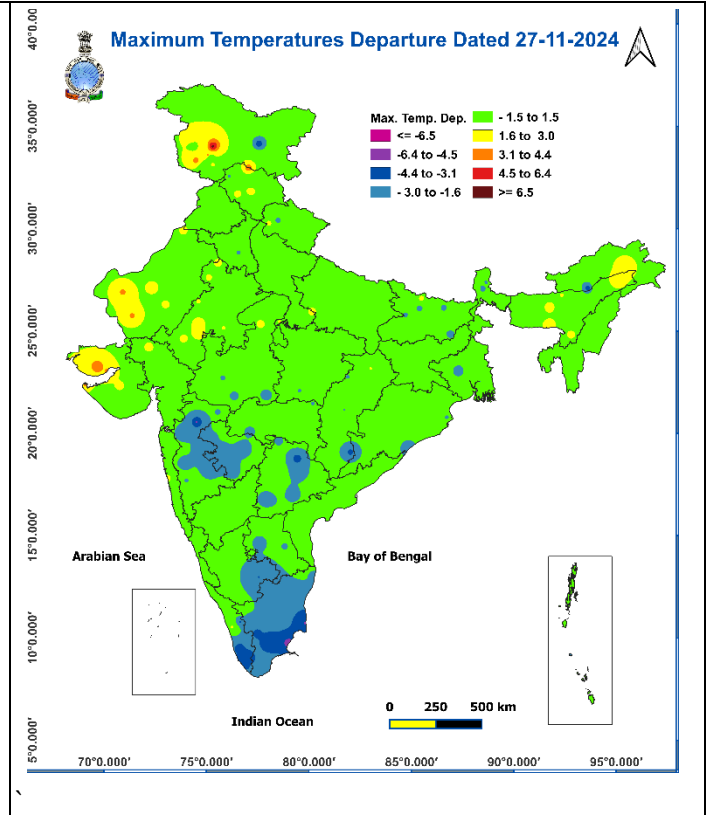 Maximum Temperatures Departure Dated 27-11-2024
Max. Temp. Dep.
<= -6.5
-6.4 to -4.5
-4.4 to -3.1
- 3.0 to -1.6
- 1.5 to 1.5
1.6 to 3.0
3.1 to 4.4
4.5 to 6.4
>= 6.5
40°0.000'
35°0.000'
30°0.000'
25°0.000'
20°0.000'
15°0.000'
10°0.000'
5°0.000'
Arabian Sea
Bay of Bengal
Indian Ocean
0 250 500 km
70°0.000' 75°0.000' 80°0.000' 85°0.000' 90°0.000' 95°0.000'
`